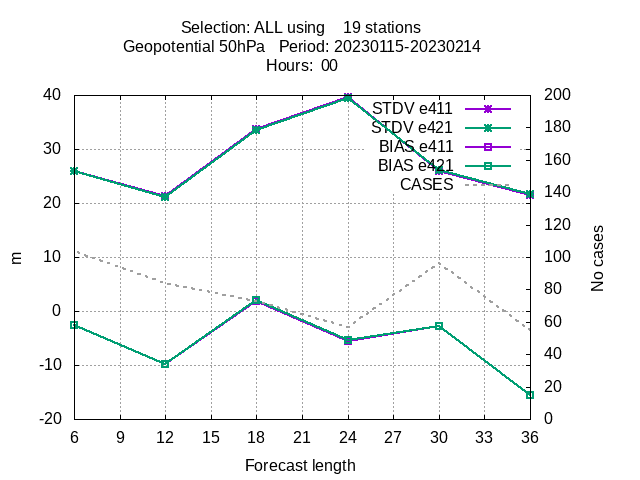 Selection: ALL using    19 stations
Geopotential 50hPa   Period: 20230115-20230214
Hours:  00
STDV e411
STDV e421
BIAS e411
BIAS e421
CASES
40
30
20
10
0
-10
-20
m
200
180
160
140
120
100
80
60
40
20
0
No cases
6 9 12 15 18 21 24 27 30 33 36
Forecast length